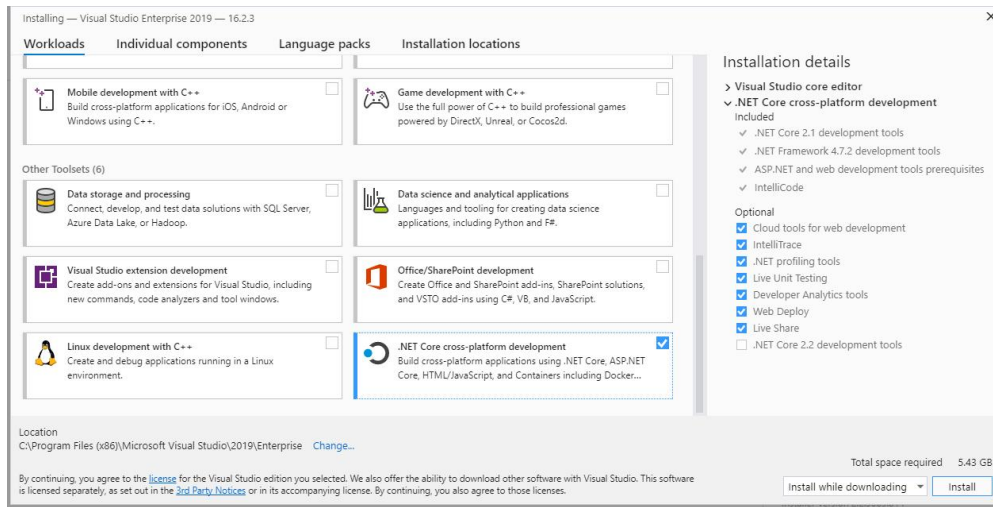 Installing — Visual Studio Enterprise 2019 — 16.2.3
Workloads Individual components Language packs Installation locations
Mobile development with C++
Build cross-platform applications for iOS, Android or
Windows using C++.
Game development with C++
Use the full power of C++ to build professional games
powered by DirectX, Unreal, or Cocos2d.
Other Toolsets (6)
Data storage and processing
Connect, develop, and test data solutions with SQL Server,
Azure Data Lake, or Hadoop.
Data science and analytical applications
Languages and tooling for creating data science
applications, including Python and F#.
Visual Studio extension development
Create add-ons and extensions for Visual Studio, including
new commands, code analyzers and tool windows.
Office/SharePoint development
Create Office and SharePoint add-ins, SharePoint solutions,
and VSTO add-ins using C#, VB, and JavaScript.
Linux development with C++
Create and debug applications running in a Linux
environment.
.NET Core cross-platform development
Build cross-platform applications using .NET Core, ASP.NET
Core, HTML/JavaScript, and Containers including Docker...
Installation details
Visual Studio core editor
.NET Core cross-platform development
Included
.NET Core 2.1 development tools
.NET Framework 4.7.2 development tools
ASP.NET and web development tools prerequisites
IntelliCode
Optional
Cloud tools for web development
IntelliTrace
.NET profiling tools
Live Unit Testing
Developer Analytics tools
Web Deploy
Live Share
.NET Core 2.2 development tools
Location
C:\Program Files (x86)\Microsoft Visual Studio\2019\Enterprise Change...
By continuing, you agree to the license for the Visual Studio edition you selected. We also offer the ability to download other software with Visual Studio. This software
is licensed separately, as set out in the 3rd Party Notices or in its accompanying license. By continuing, you also agree to those licenses.
Total space required 5.43 GB
Install while downloading Install